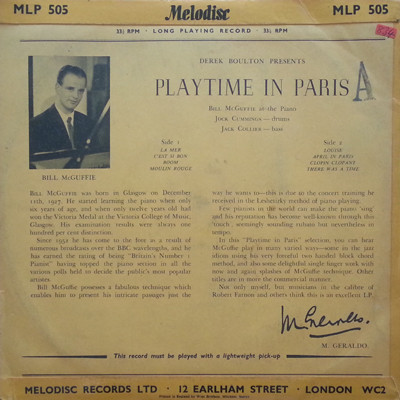 MLP 505
Melodisc
MLP 505
33⅓ RPM · LONG PLAYING RECORD · 33⅓ RPM
DEREK BOULTON PRESENTS
PLAYTIME IN PARIS
A
BILL McGUFFIE at the Piano
JOCK CUMMINGS—drums
JACK COLLIER—bass
Side 1
LA MER
C'EST SI BON
BOOM
MOULIN ROUGE
Side 2
LOUISE
APRIL IN PARIS
CLOPIN CLOPANT
THERE WAS A TIME
BILL McGUFFIE
BILL McGUFFIE was born in Glasgow on December
11th, 1927. He started learning the piano when only
six years of age, and when only twelve years old had
won the Victoria Medal at the Victoria College of Music,
Glasgow. His examination results were always one
hundred per cent distinction.
Since 1952 he has come to the fore as a result of
numerous broadcasts over the BBC wavelengths, and he
has earned the rating of being "Britain's Number 1
Pianist" having topped the piano section in all the
various polls held to decide the public's most popular
artistes.
Bill McGuffie possesses a fabulous technique which
enables him to present his intricate passages just the
way he wants to—this is due to the concert training he
received in the Leshetizky method of piano playing.
Few pianists in the world can make the piano 'sing'
and his reputation has become well-known through this
'touch', seemingly sounding robust but nevertheless in
tempo.
In this "Playtime in Paris" selection, you can hear
McGuffie play in many varied ways—some in the jazz
idiom using his very forceful two handed block chord
method, and also some delightful single finger work with
now and again splashes of McGuffie technique. Other
titles are in more the commercial manner.
Not only myself, but musicians in the calibre of
Robert Farnon and others think this is an excellent LP.
M. Geraldo.
M. GERALDO.
This record must be played with a lightweight pick-up
MELODISC RECORDS LTD · 12 EARLHAM STREET · LONDON WC2